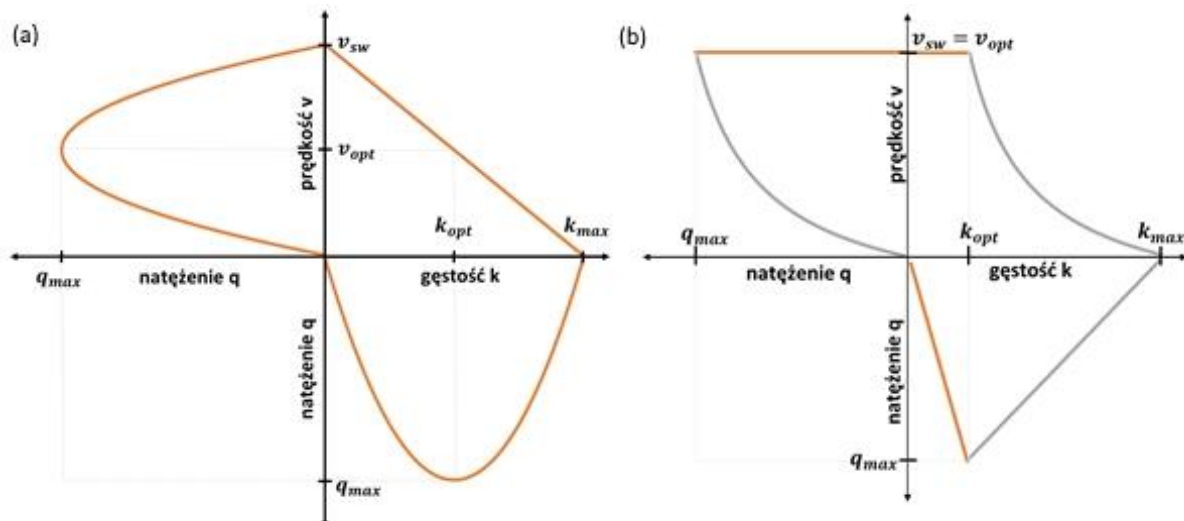 (a)
v_sw
prędkość v
v_opt
k_opt
k_max
q_max
natężenie q
gęstość k
natężenie q
q_max
(b)
v_sw = v_opt
prędkość v
q_max
k_opt
k_max
natężenie q
gęstość k
natężenie q
q_max